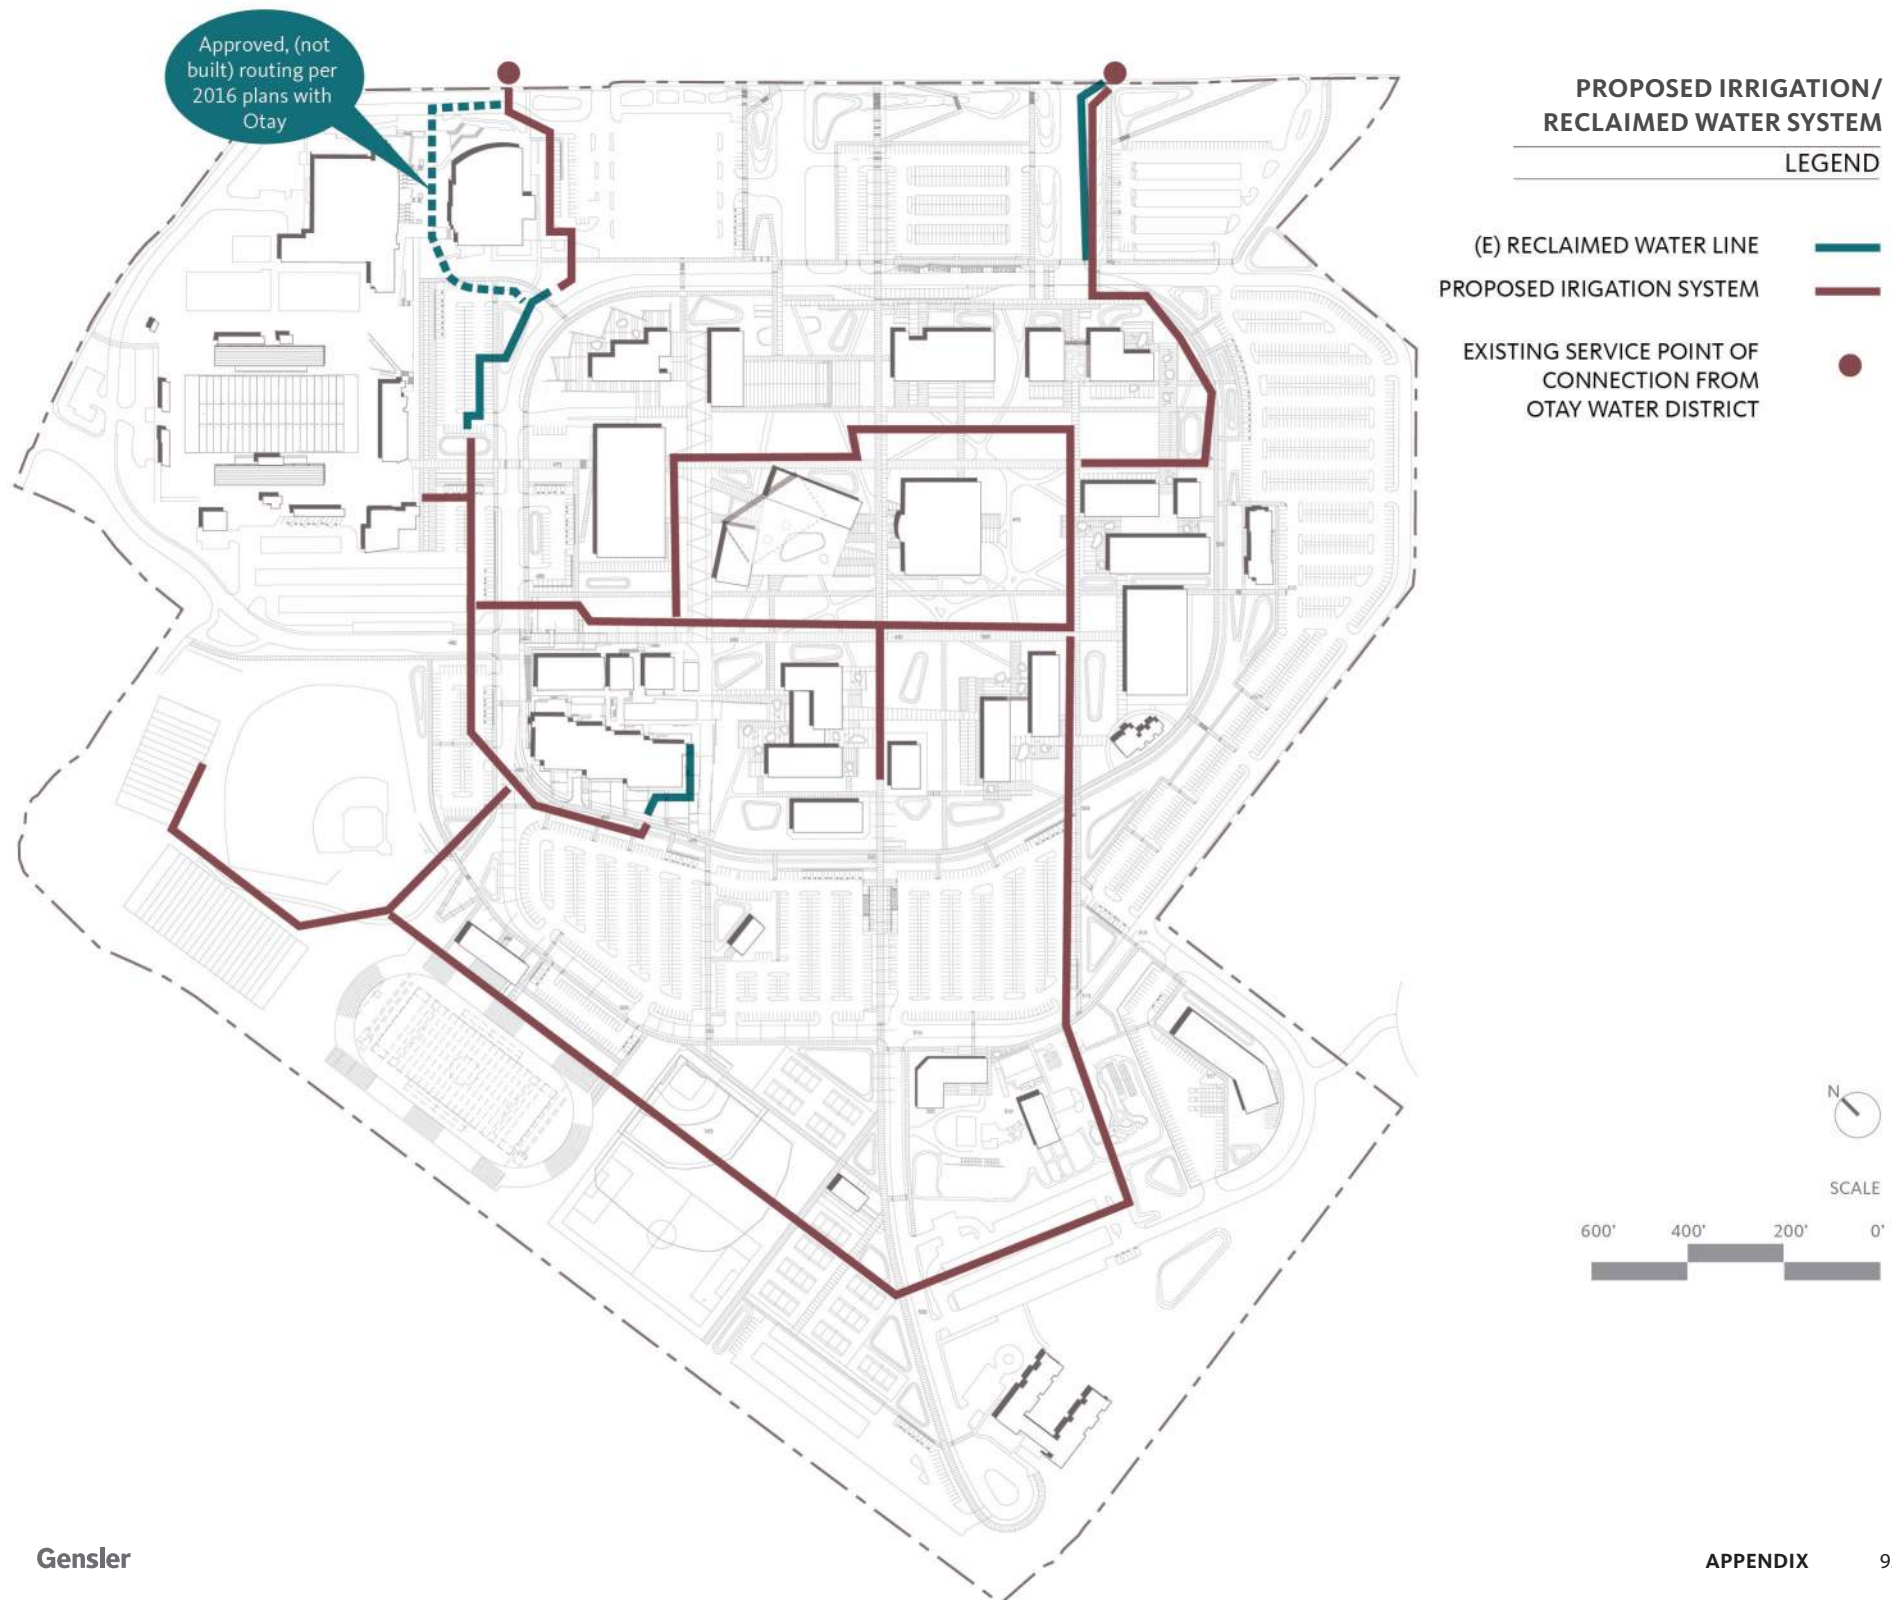 Approved, (not
built) routing per
2016 plans with
Otay
PROPOSED IRRIGATION/
RECLAIMED WATER SYSTEM
LEGEND
(E) RECLAIMED WATER LINE
PROPOSED IRIGATION SYSTEM
EXISTING SERVICE POINT OF
CONNECTION FROM
OTAY WATER DISTRICT
N
SCALE
600' 400' 200' 0'
Gensler
APPENDIX 9